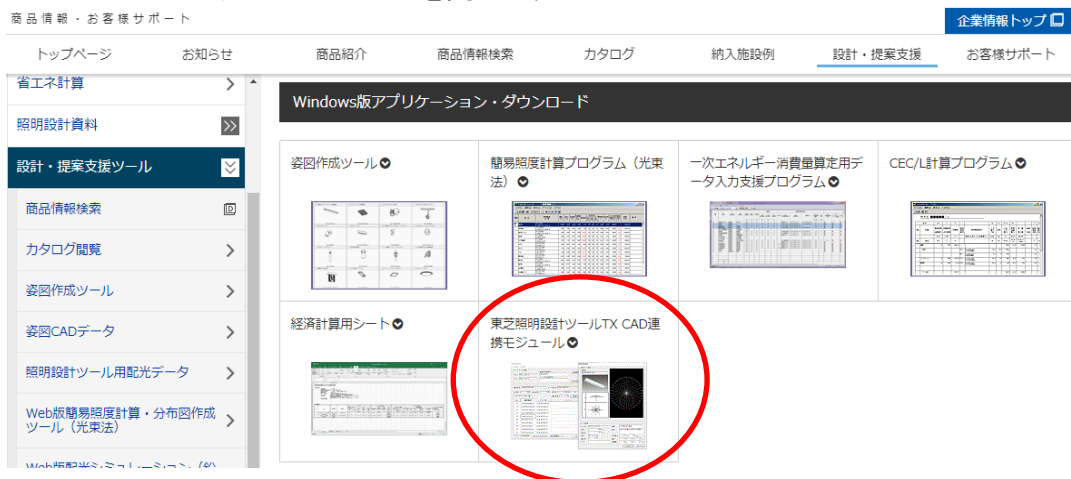 商品情報・お客様サポート
企業情報トップ
トップページ
お知らせ
商品紹介
商品情報検索
カタログ
納入施設例
設計・提案支援
お客様サポート
省エネ計算
照明設計資料
設計・提案支援ツール
商品情報検索
カタログ閲覧
姿図作成ツール
姿図CADデータ
照明設計ツール用配光データ
Web版簡易照度計算・分布図作成
ツール（光束法）
Windows版アプリケーション・ダウンロード
姿図作成ツール
簡易照度計算プログラム（光束
法）
一次エネルギー消費量算定用デ
ータ入力支援プログラム
CEC/L計算プログラム
経済計算用シート
東芝照明設計ツールTX CAD連
携モジュール